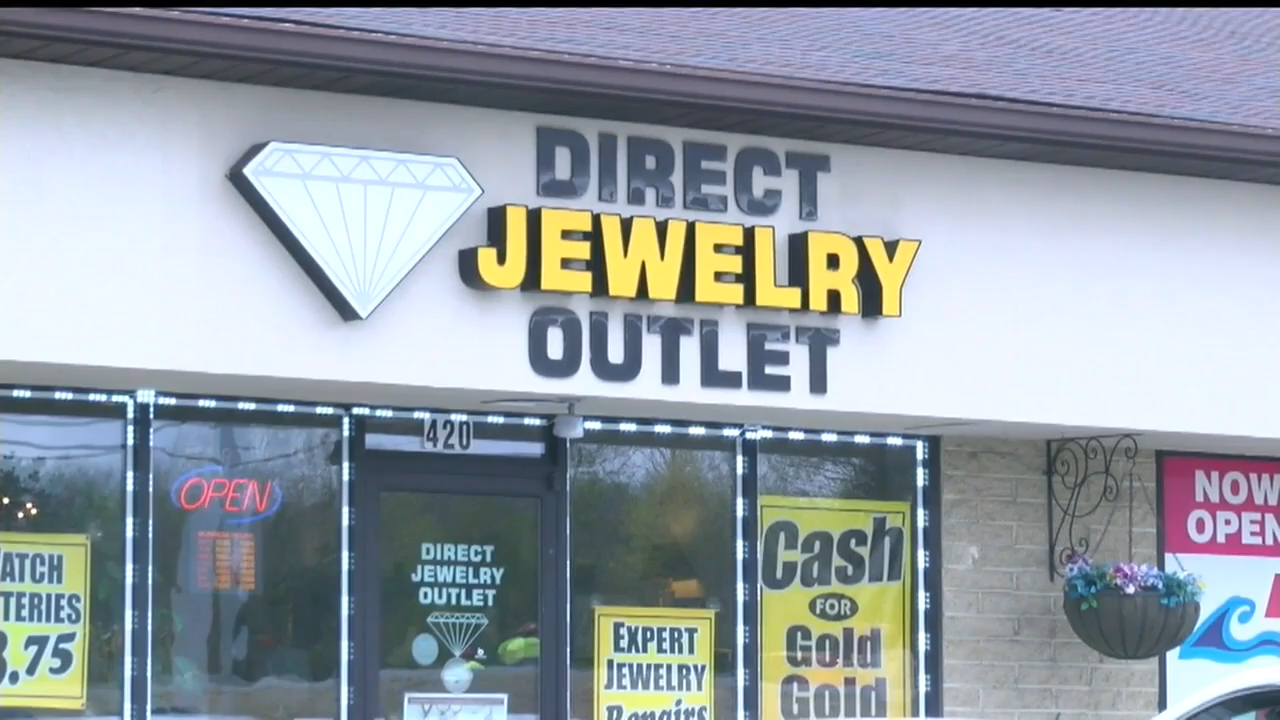 DIRECT
JEWELRY
OUTLET
420
OPEN
DIRECT
JEWELRY
OUTLET
ATCH
TERIES
.75
EXPERT
JEWELRY
Repairs
Cash
FOR
Gold
Gold
NOW
OPEN